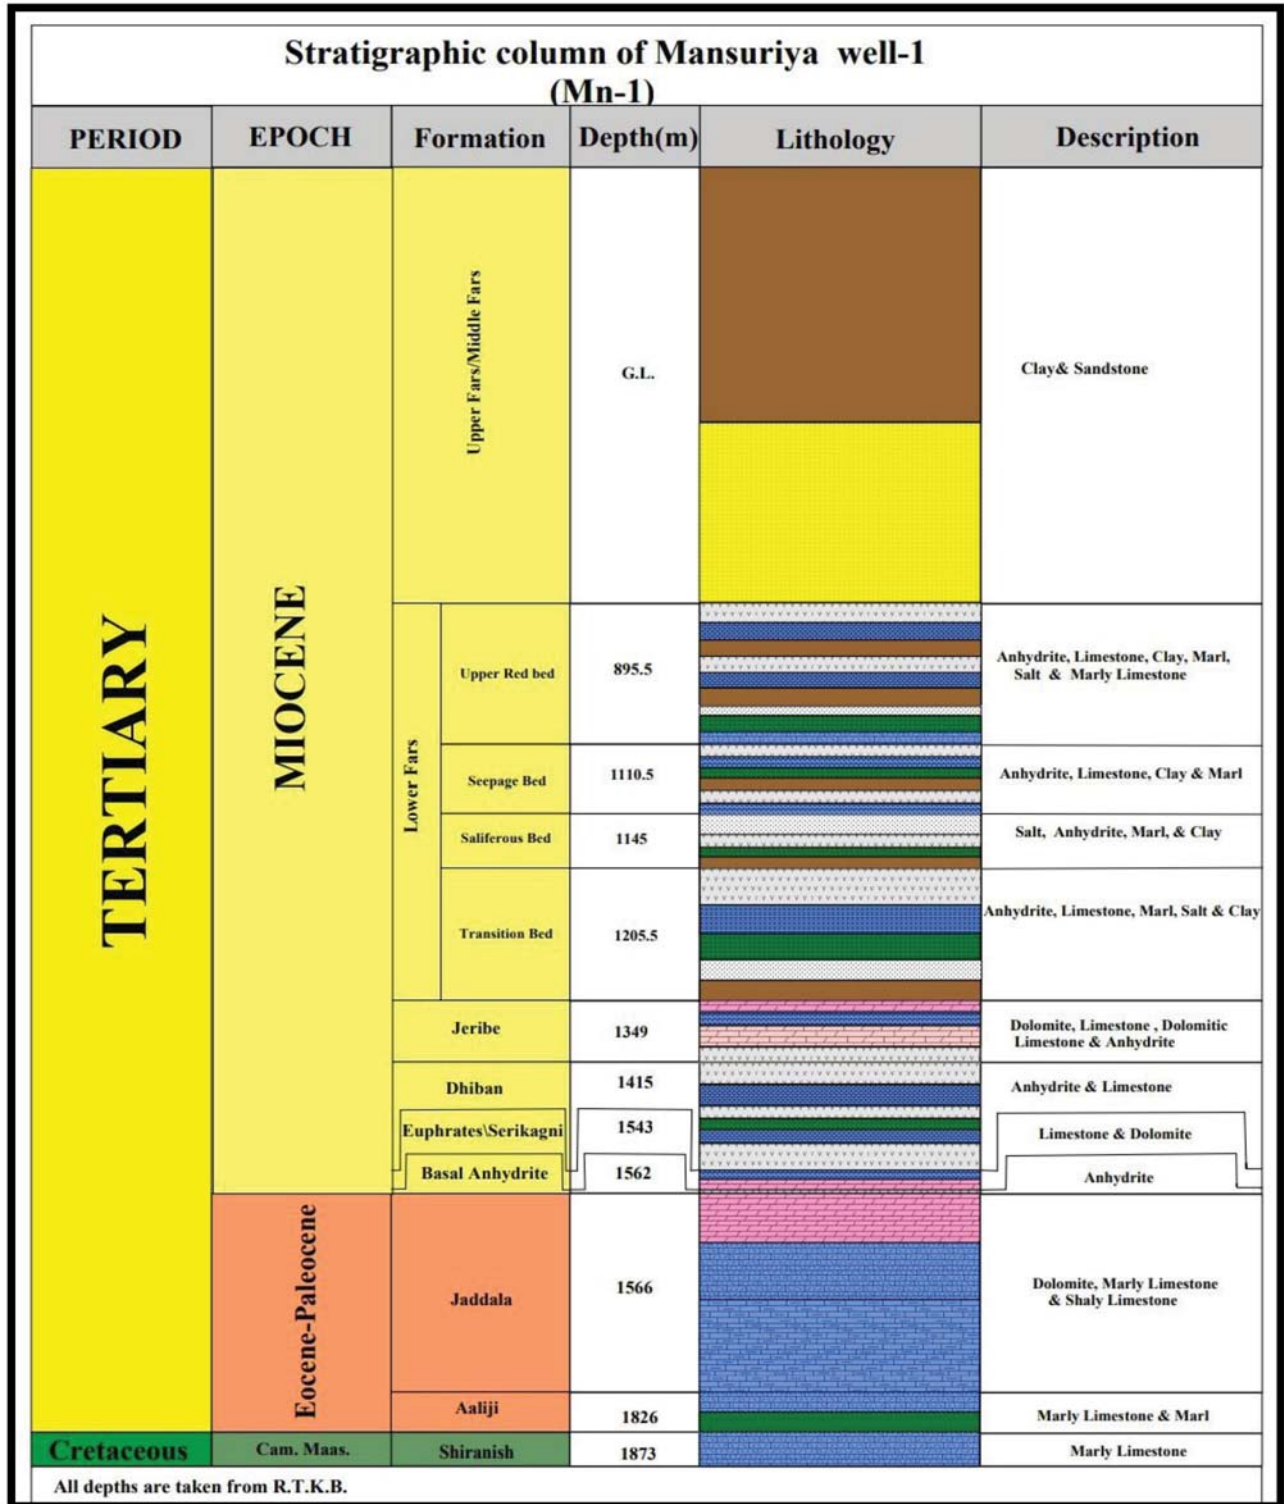 Stratigraphic column of Mansuriya well-1
(Mn-1)
PERIOD EPOCH Formation Depth(m) Lithology Description
TERTIARY
MIOCENE
Upper Fars/Middle Fars
G.L.
Clay& Sandstone
Lower Fars
Upper Red bed
895.5
Anhydrite, Limestone, Clay, Marl,
Salt & Marly Limestone
Seepage Bed
1110.5
Anhydrite, Limestone, Clay & Marl
Saliferous Bed
1145
Salt, Anhydrite, Marl, & Clay
Transition Bed
1205.5
Anhydrite, Limestone, Marl, Salt & Clay
Jeribe
1349
Dolomite, Limestone , Dolomitic
Limestone & Anhydrite
Dhiban
1415
Anhydrite & Limestone
Euphrates\Serikagni
1543
Limestone & Dolomite
Basal Anhydrite
1562
Anhydrite
Eocene-Paleocene
Jaddala
1566
Dolomite, Marly Limestone
& Shaly Limestone
Aaliji
1826
Marly Limestone & Marl
Cretaceous
Cam. Maas.
Shiranish
1873
Marly Limestone
All depths are taken from R.T.K.B.